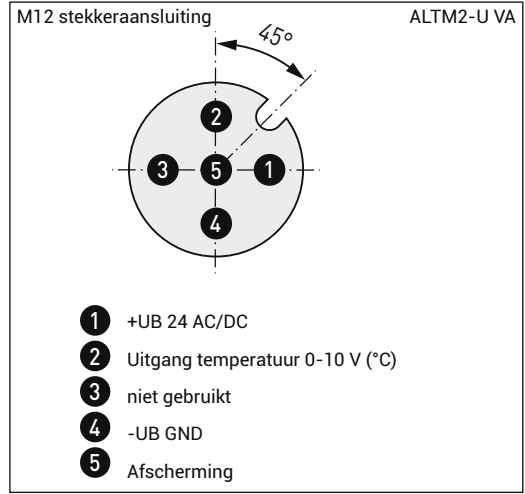 M12 stekkeraansluiting ALTM2-U VA
45°
2
3 5 1
4
1 +UB 24 AC/DC
2 Uitgang temperatuur 0-10 V (°C)
3 niet gebruikt
4 -UB GND
5 Afscherming